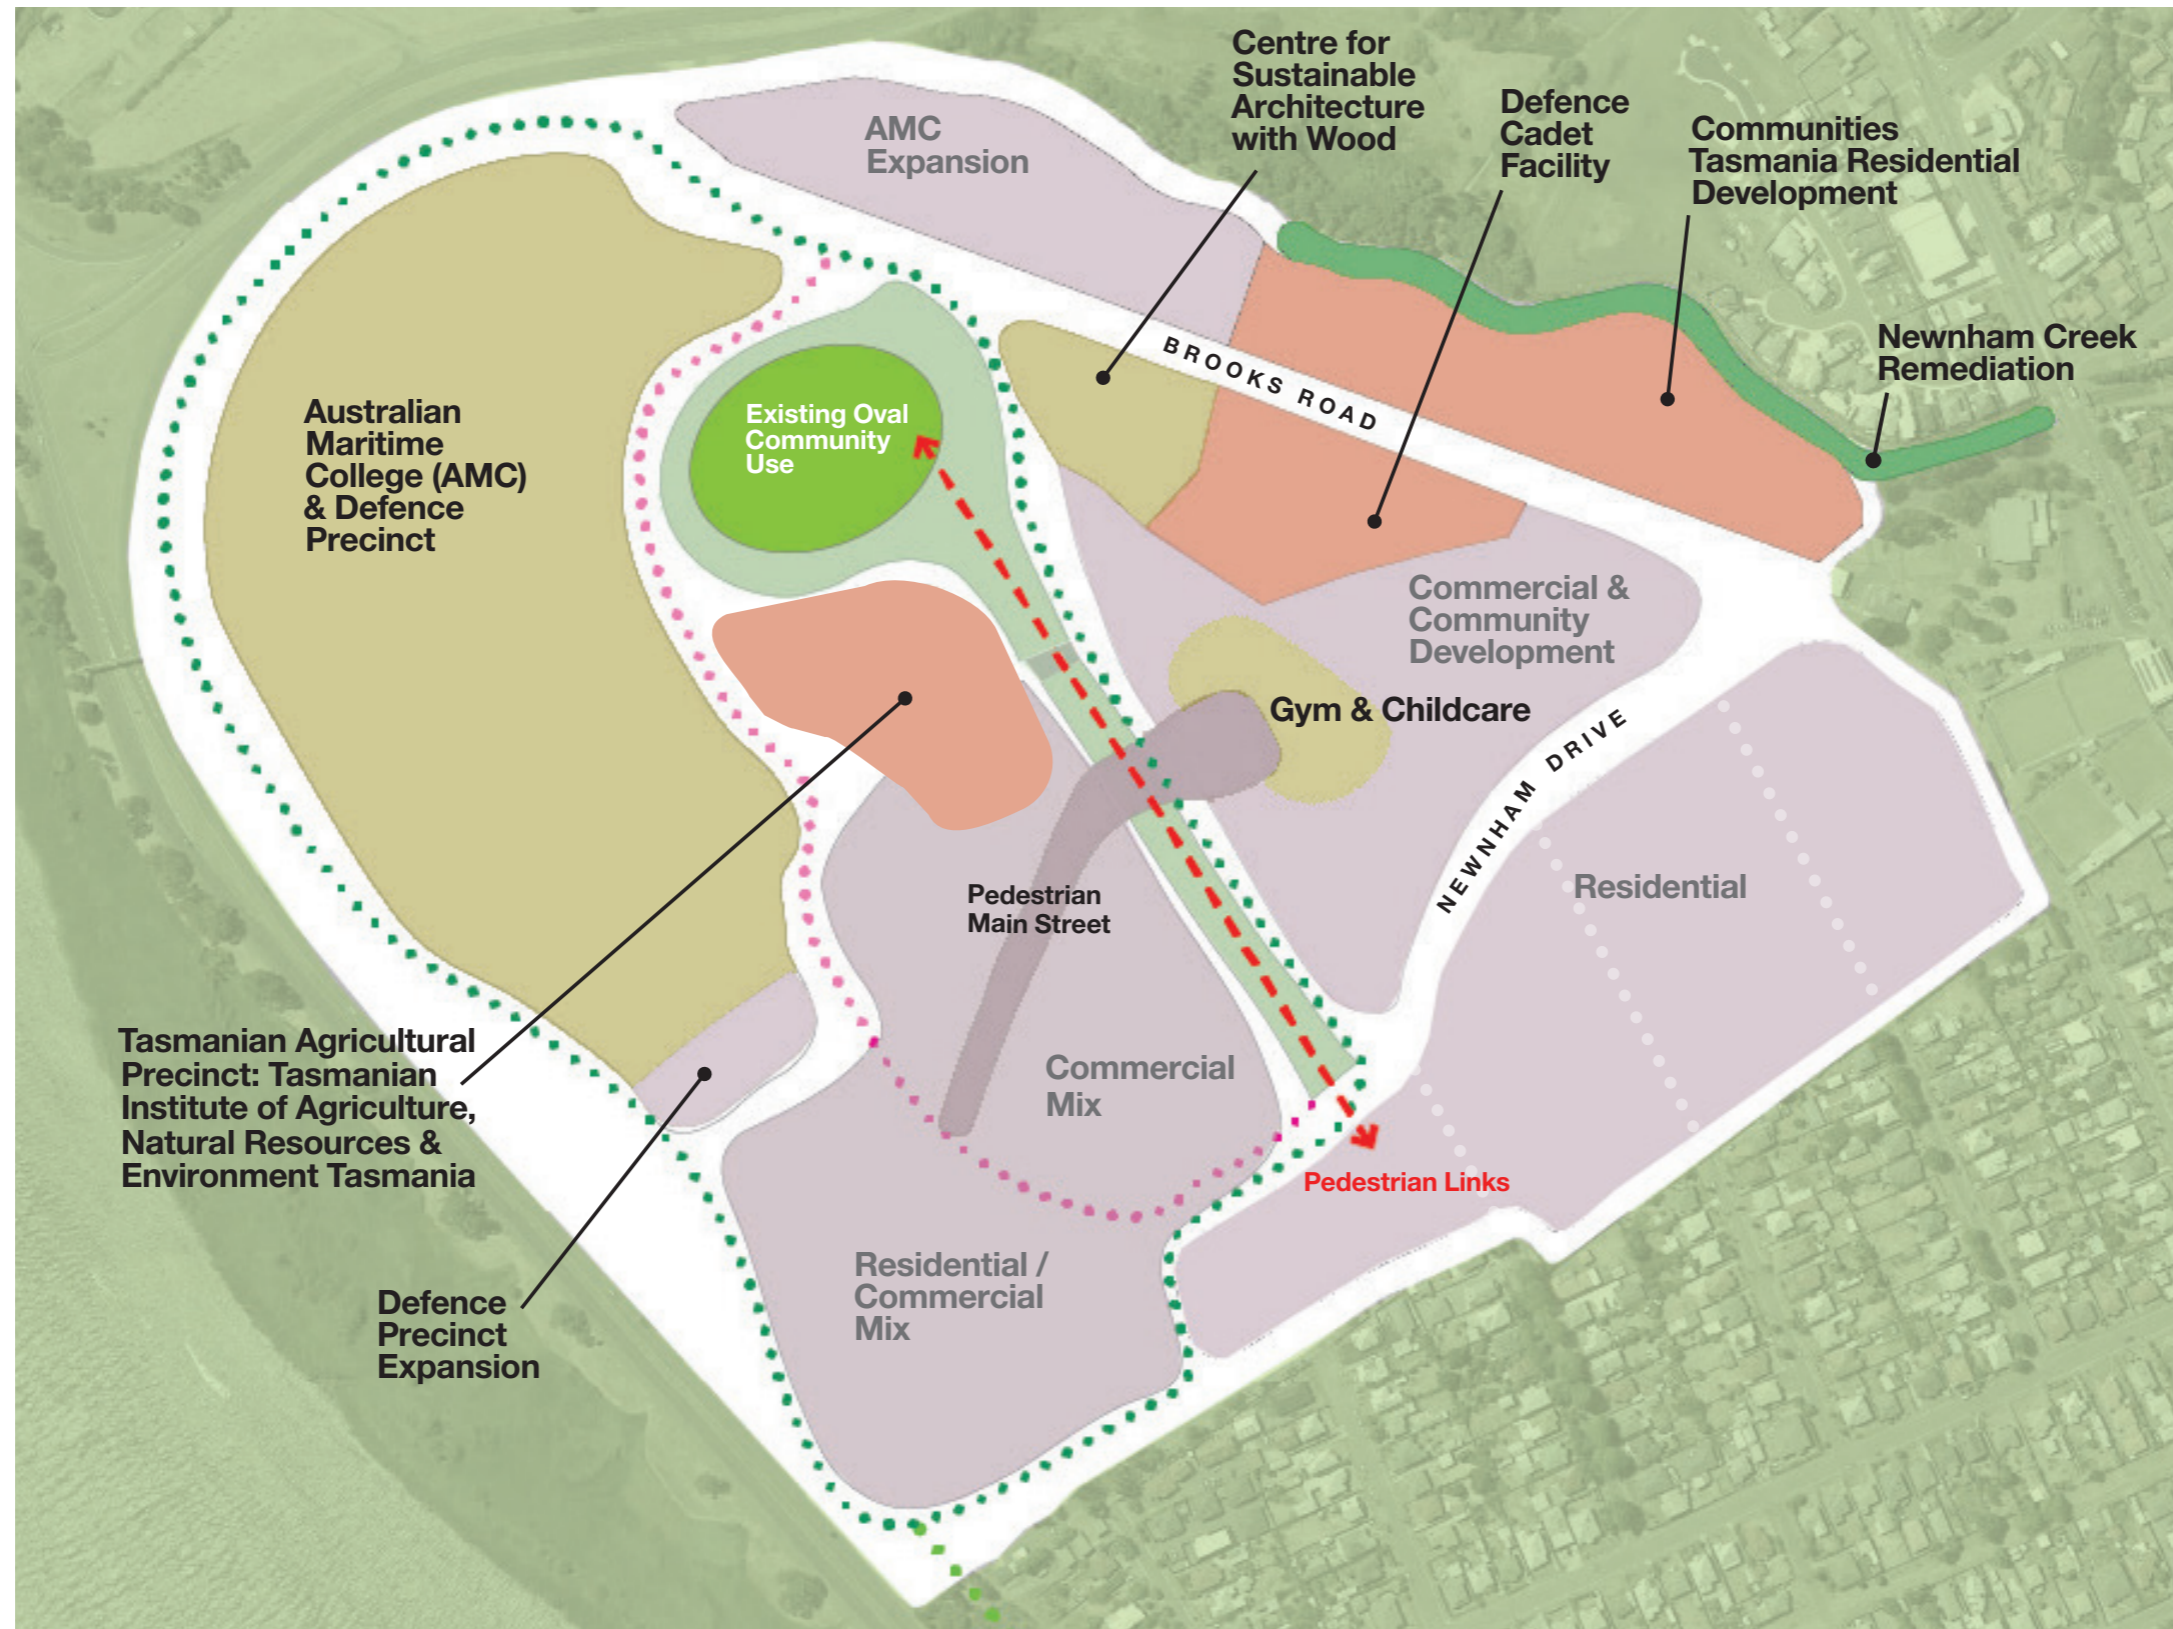 Centre for
Sustainable
Architecture
with Wood
Defence
Cadet
Facility
Communities
Tasmania Residential
Development
AMC
Expansion
Newnham Creek
Remediation
BROOKS ROAD
Australian
Maritime
College (AMC)
& Defence
Precinct
Existing Oval
Community
Use
Commercial &
Community
Development
Gym & Childcare
NEWNHAM DRIVE
Residential
Pedestrian
Main Street
Tasmanian Agricultural
Precinct: Tasmanian
Institute of Agriculture,
Natural Resources &
Environment Tasmania
Commercial
Mix
Pedestrian Links
Residential /
Commercial
Mix
Defence
Precinct
Expansion